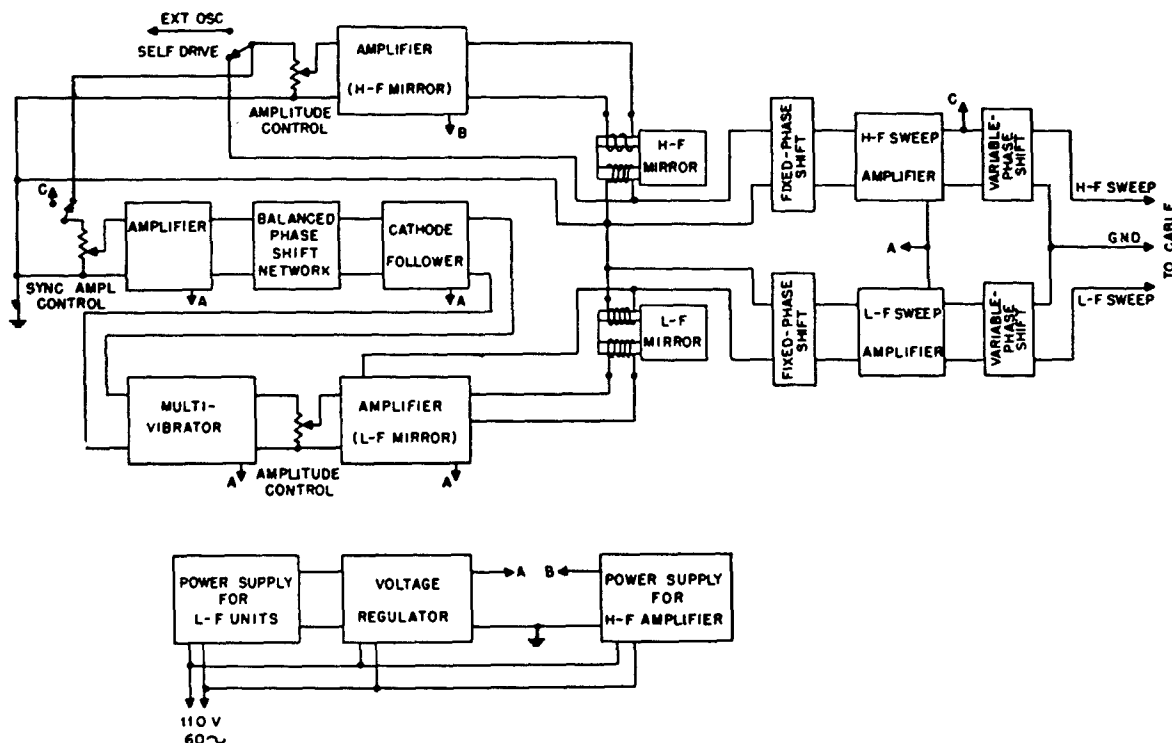 EXT OSC
SELF DRIVE
AMPLIFIER
(H-F MIRROR)
AMPLITUDE
CONTROL
B
H-F
MIRROR
FIXED-PHASE
SHIFT
H-F SWEEP
AMPLIFIER
C
VARIABLE-
PHASE
SHIFT
H-F SWEEP
GND
L-F SWEEP
TO CABLE
C
AMPLIFIER
BALANCED
PHASE
SHIFT
NETWORK
CATHODE
FOLLOWER
SYNC AMPL
CONTROL
A
A
A
L-F
MIRROR
FIXED-PHASE
SHIFT
L-F SWEEP
AMPLIFIER
VARIABLE-
PHASE
SHIFT
MULTI-
VIBRATOR
AMPLIFIER
(L-F MIRROR)
A
AMPLITUDE
CONTROL
A
POWER SUPPLY
FOR
L-F UNITS
VOLTAGE
REGULATOR
A
B
POWER SUPPLY
FOR
H-F AMPLIFIER
110 V
60~